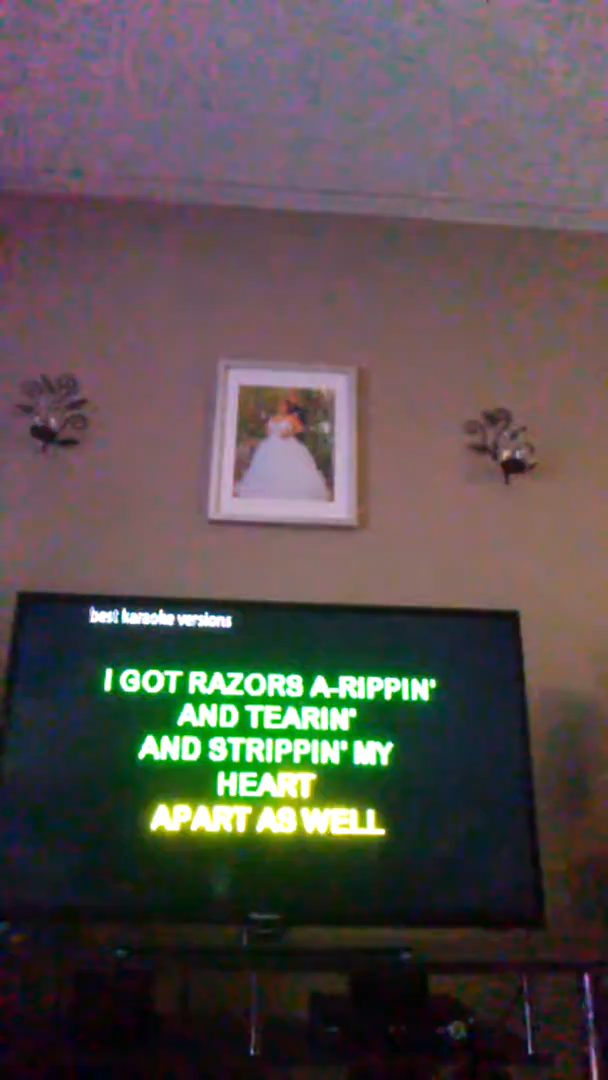 best karaoke versions
I GOT RAZORS A-RIPPIN'
AND TEARIN'
AND STRIPPIN' MY
HEART
APART AS WELL